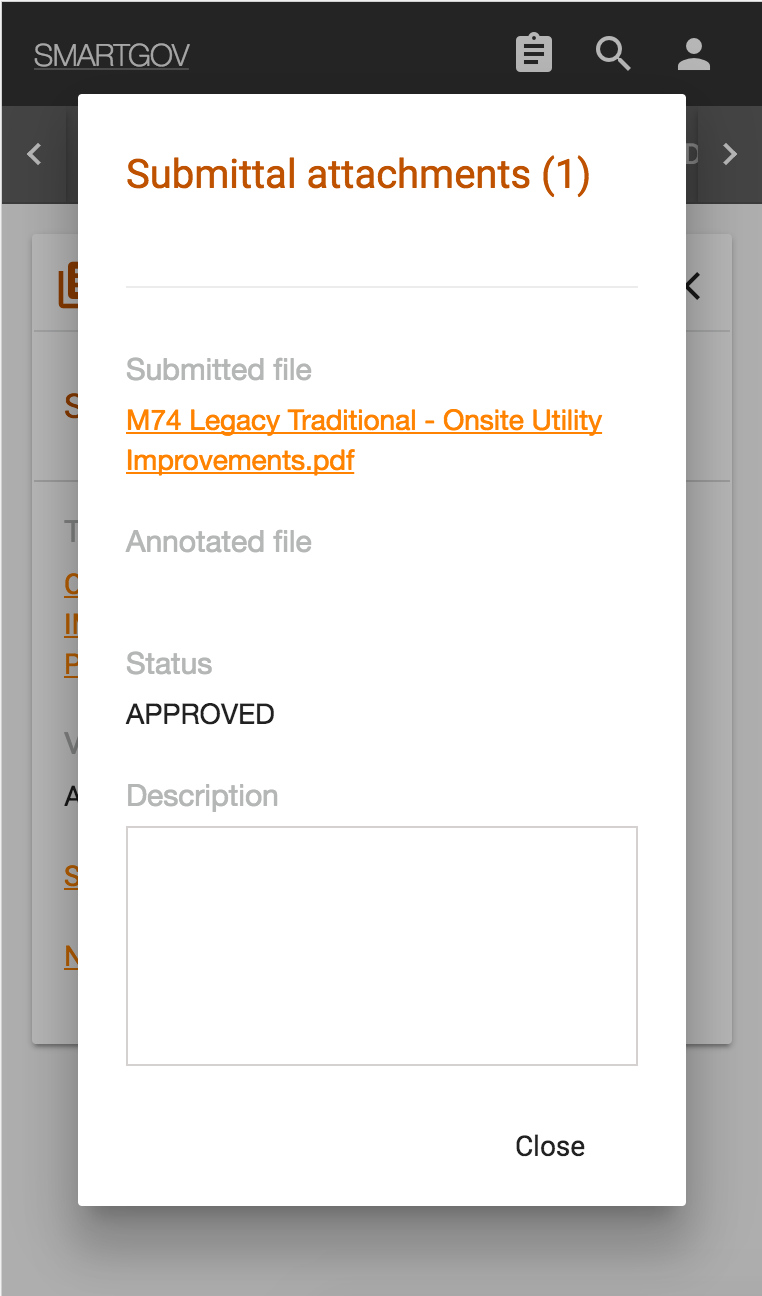 SMARTGOV
Submittal attachments (1)
Submitted file
M74 Legacy Traditional - Onsite Utility
Improvements.pdf
Annotated file
Status
APPROVED
Description
Close